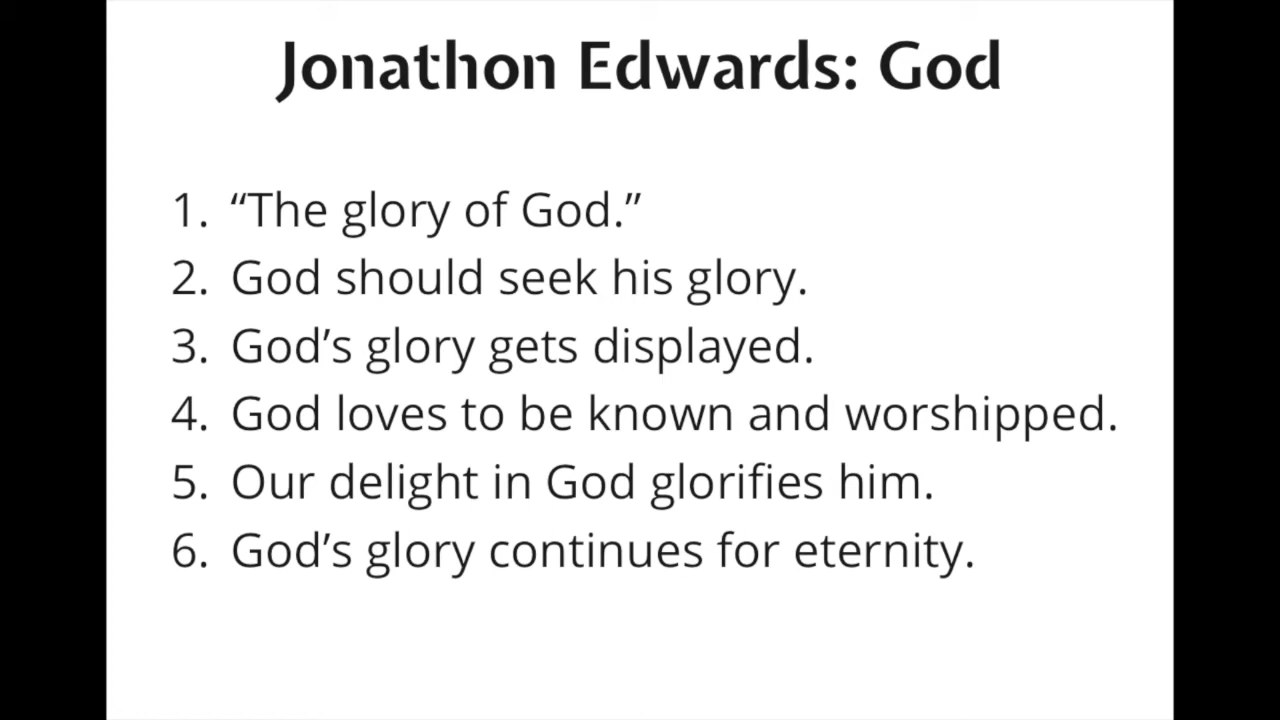 Jonathon Edwards: God
1. “The glory of God.”
2. God should seek his glory.
3. God’s glory gets displayed.
4. God loves to be known and worshipped.
5. Our delight in God glorifies him.
6. God’s glory continues for eternity.